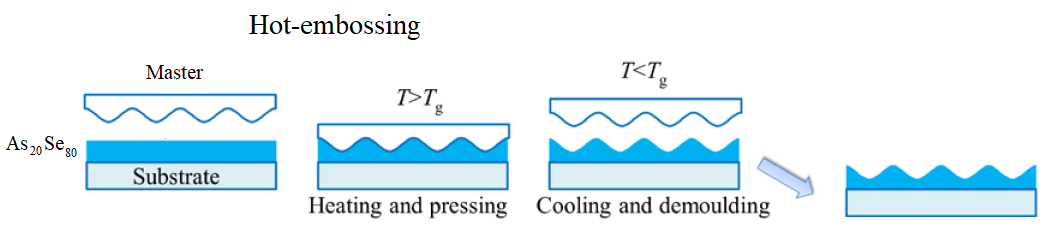 Hot-embossing
Master
As20Se80
Substrate
T>Tg
Heating and pressing
T<Tg
Cooling and demoulding